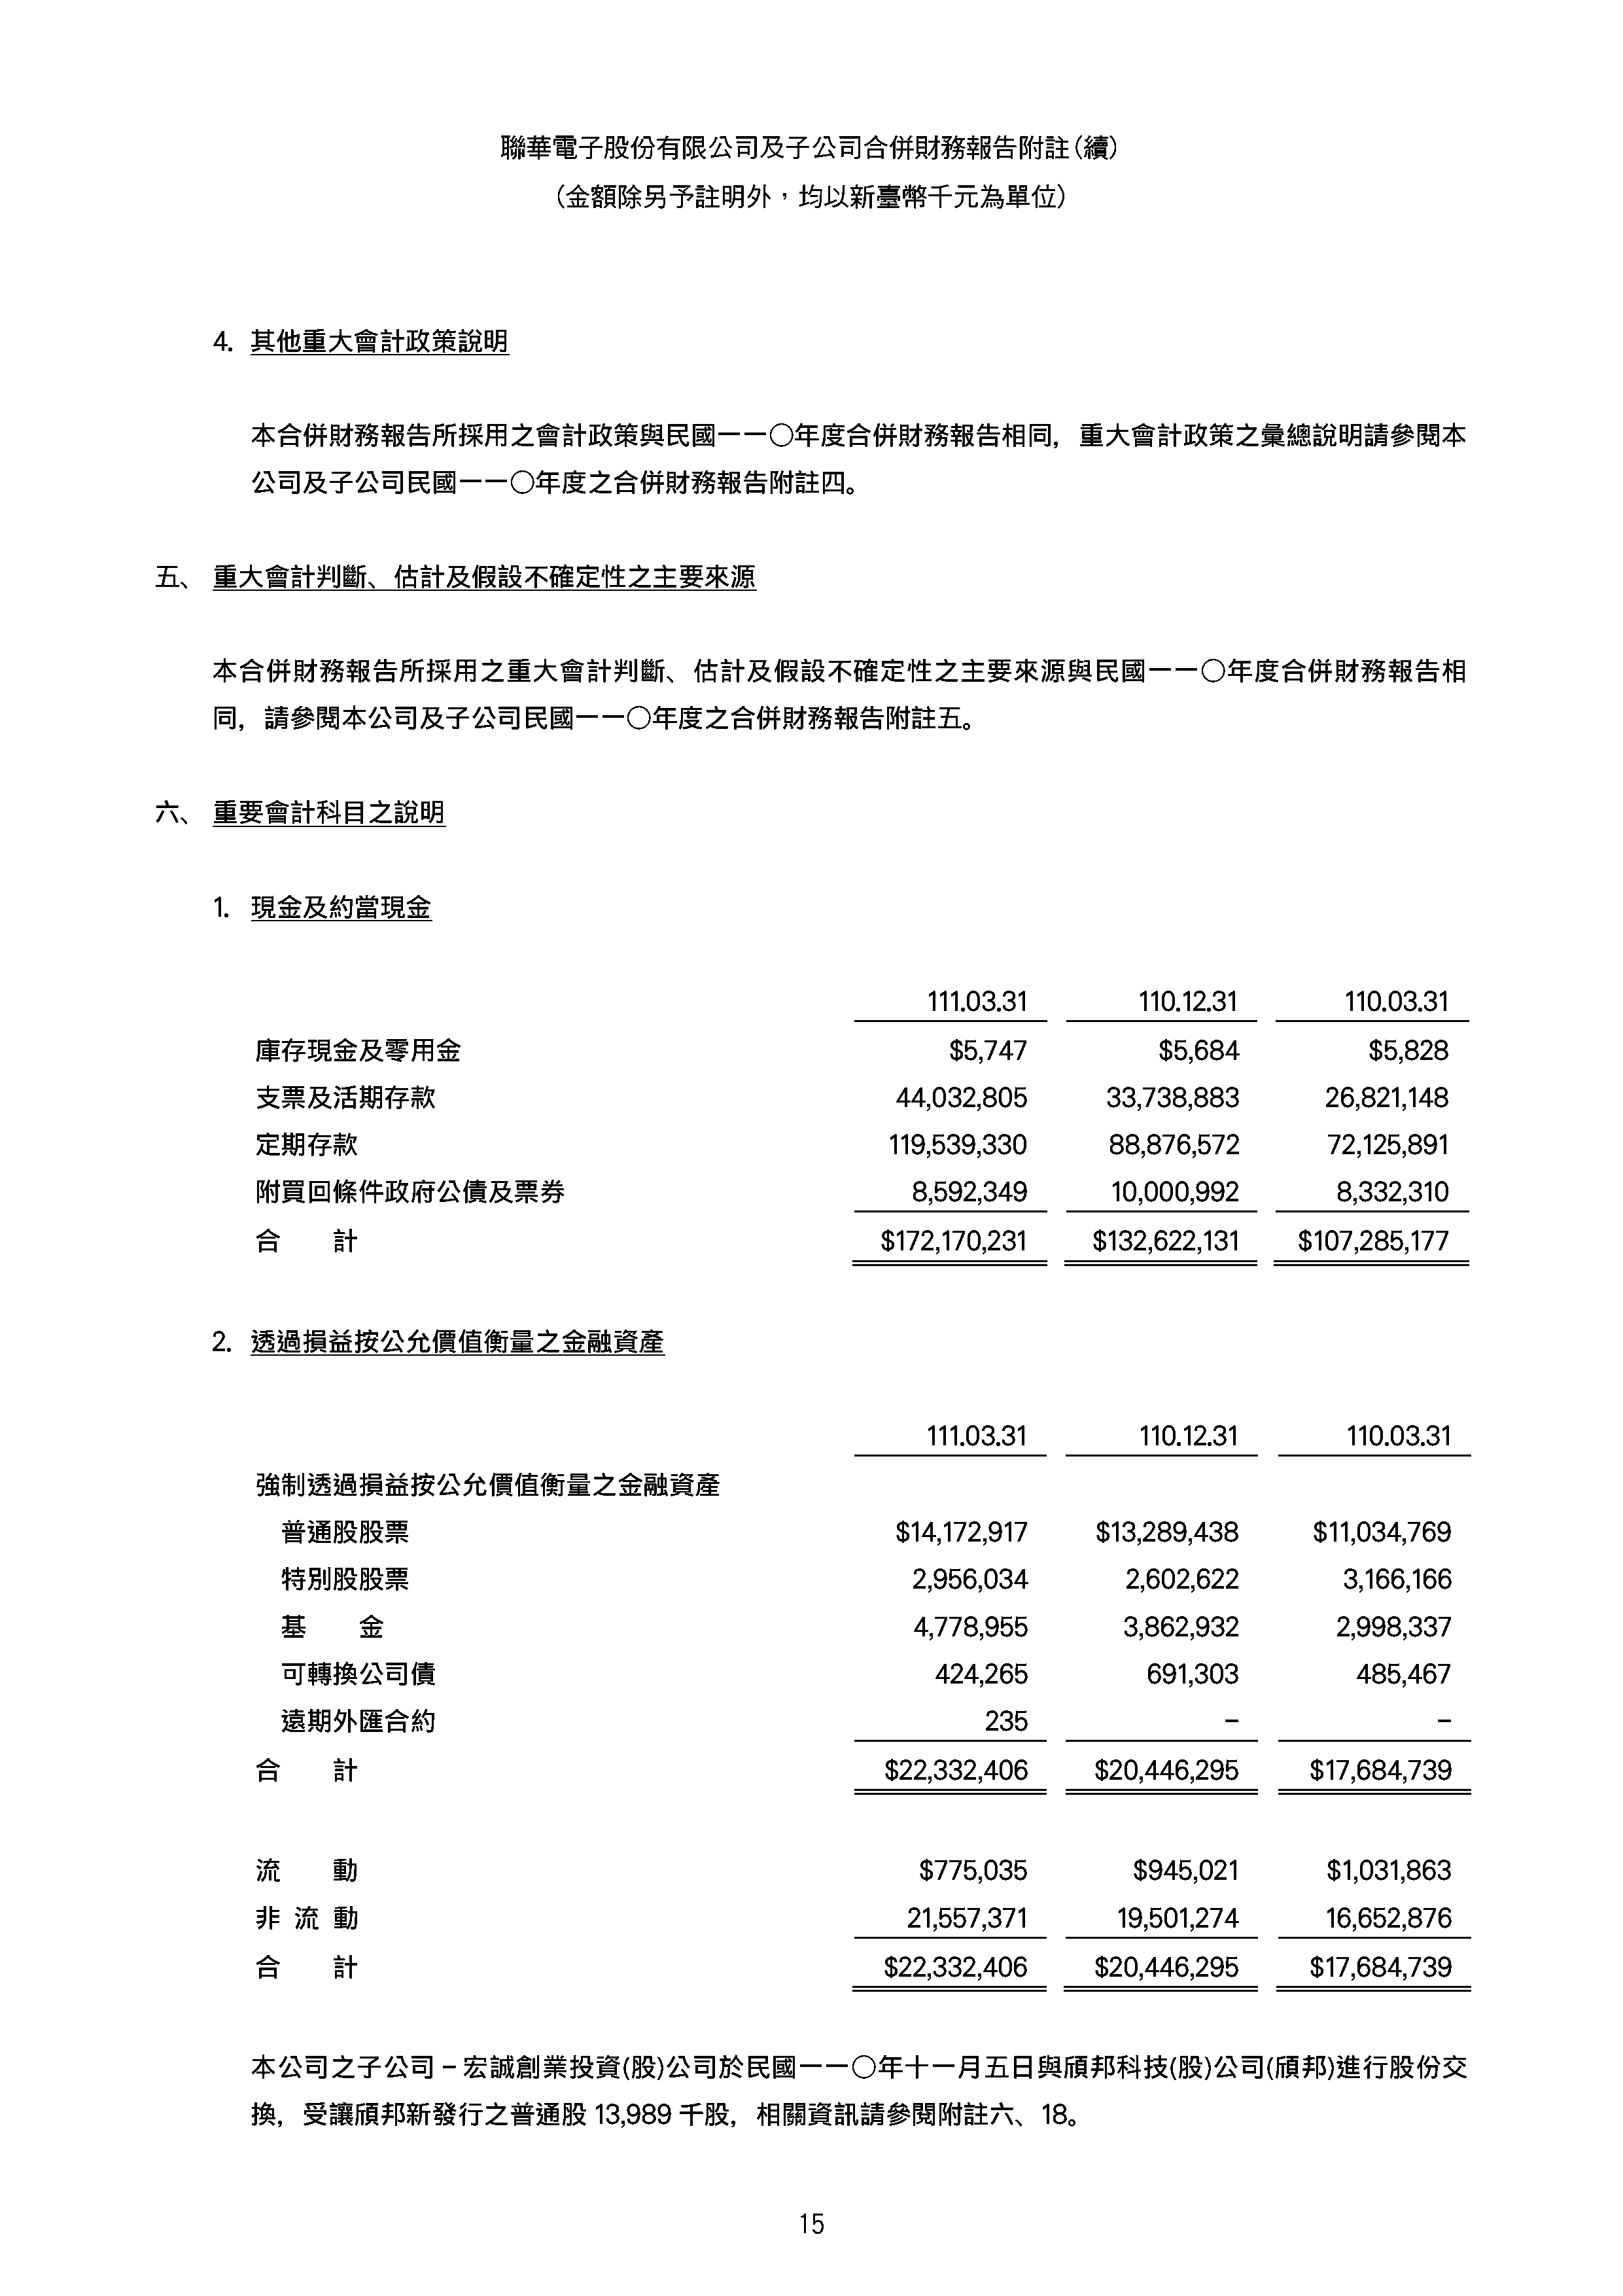 聯華電子股份有限公司及子公司合併財務報告附註(續)
(金額除另予註明外，均以新臺幣千元為單位)
4. 其他重大會計政策說明
本合併財務報告所採用之會計政策與民國一一〇年度合併財務報告相同，重大會計政策之彙總說明請參閱本
公司及子公司民國一一〇年度之合併財務報告附註四。
五、 重大會計判斷、估計及假設不確定性之主要來源
本合併財務報告所採用之重大會計判斷、估計及假設不確定性之主要來源與民國一一〇年度合併財務報告相
同，請參閱本公司及子公司民國一一〇年度之合併財務報告附註五。
六、 重要會計科目之說明
1. 現金及約當現金
111.03.31 110.12.31 110.03.31
庫存現金及零用金 $5,747 $5,684 $5,828
支票及活期存款 44,032,805 33,738,883 26,821,148
定期存款 119,539,330 88,876,572 72,125,891
附買回條件政府公債及票券 8,592,349 10,000,992 8,332,310
合 計 $172,170,231 $132,622,131 $107,285,177
2. 透過損益按公允價值衡量之金融資產
111.03.31 110.12.31 110.03.31
強制透過損益按公允價值衡量之金融資產
普通股股票 $14,172,917 $13,289,438 $11,034,769
特別股股票 2,956,034 2,602,622 3,166,166
基 金 4,778,955 3,862,932 2,998,337
可轉換公司債 424,265 691,303 485,467
遠期外匯合約 235 － －
合 計 $22,332,406 $20,446,295 $17,684,739
流 動 $775,035 $945,021 $1,031,863
非 流 動 21,557,371 19,501,274 16,652,876
合 計 $22,332,406 $20,446,295 $17,684,739
本公司之子公司－宏誠創業投資(股)公司於民國一一〇年十一月五日與頎邦科技(股)公司(頎邦)進行股份交
換，受讓頎邦新發行之普通股 13,989 千股，相關資訊請參閱附註六、18。
15